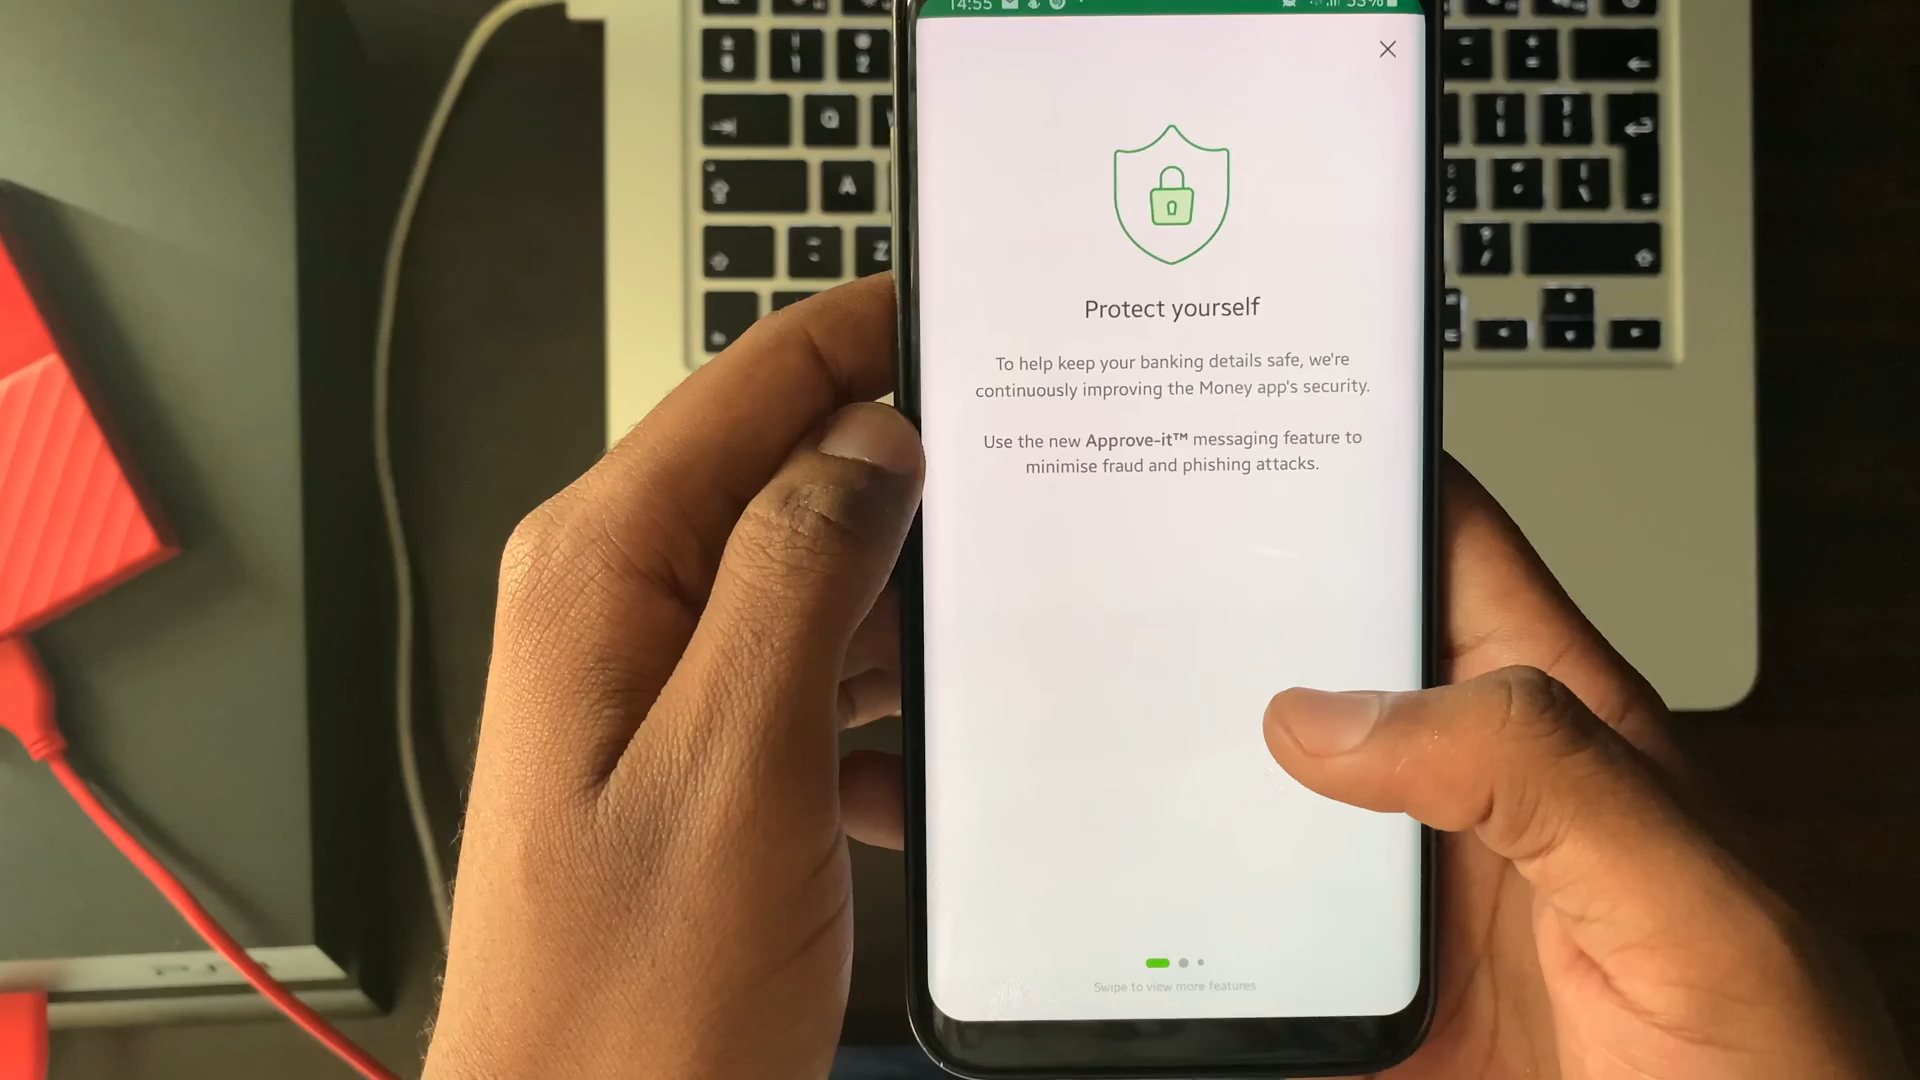 14:55
53%
Protect yourself
To help keep your banking details safe, we're
continuously improving the Money app's security.
Use the new Approve-it™ messaging feature to
minimise fraud and phishing attacks.
Swipe to view more features
Q
A
Z